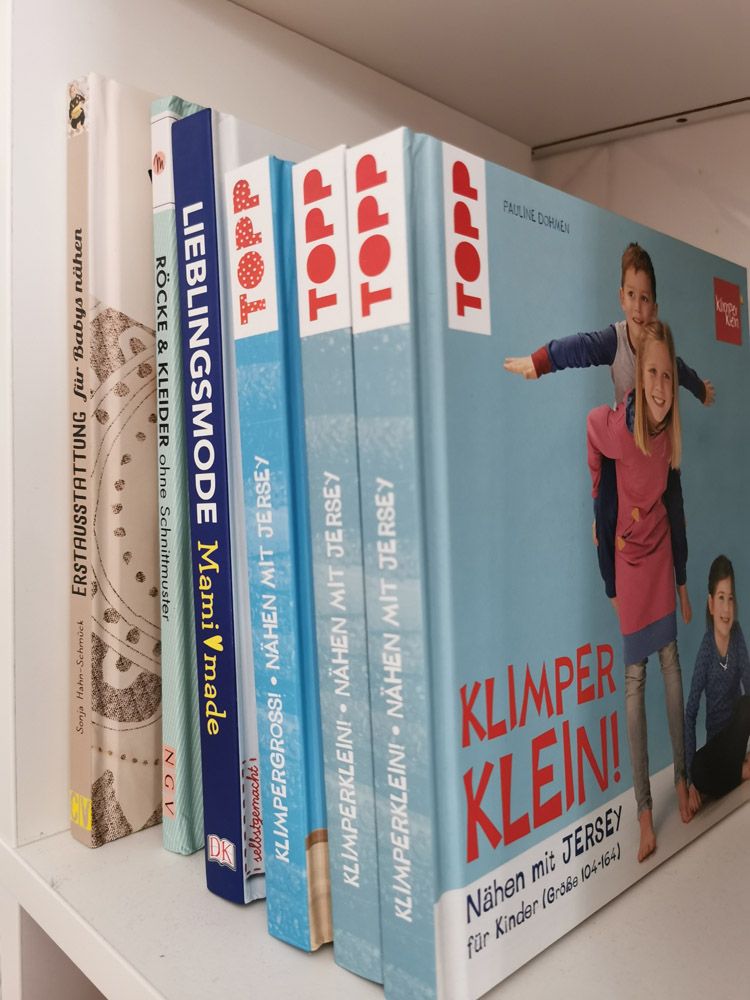 Sonja Hahn-Schmück ERSTAUSSTATTUNG für Babys nähen
CV
RÖCKE & KLEIDER ohne Schnittmuster
NGV
LIEBLINGSMODE Mami♥made
DK
selbstgemacht
TOPP
KLIMPERGROSS! • NÄHEN MIT JERSEY
TOPP
KLIMPERKLEIN! • NÄHEN MIT JERSEY
TOPP
KLIMPERKLEIN! • NÄHEN MIT JERSEY
TOPP
PAULINE DOHMEN
Klimper
Klein
KLIMPER
KLEIN!
Nähen mit JERSEY
für Kinder (Größe 104-164)